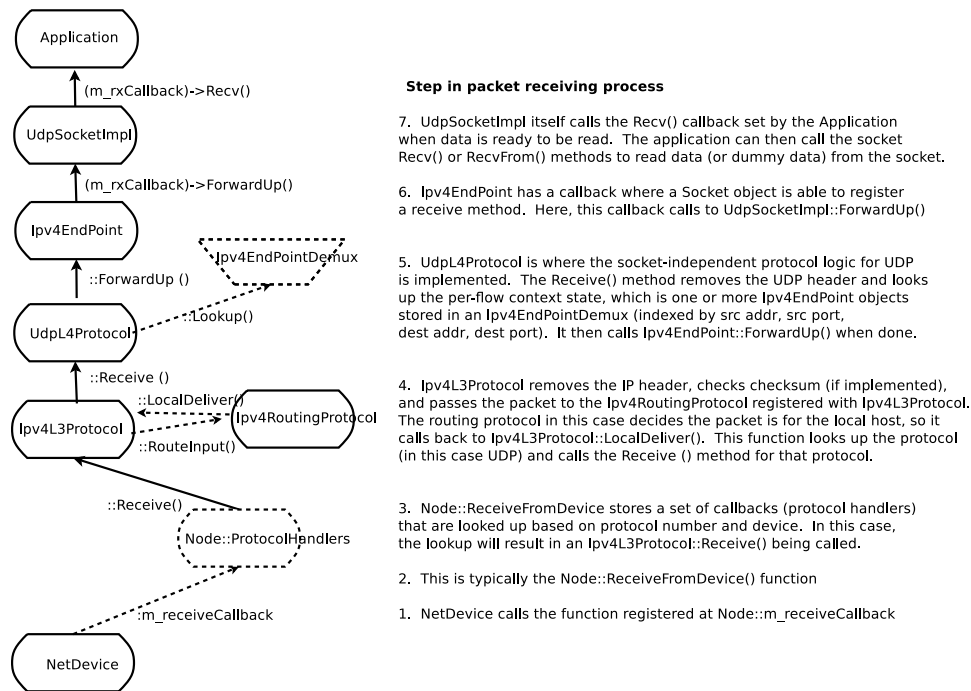 Application
(m_rxCallback)->Recv()
UdpSocketImpl
(m_rxCallback)->ForwardUp()
Ipv4EndPoint
Ipv4EndPointDemux
::ForwardUp ()
::Lookup()
UdpL4Protocol
::Receive ()
::LocalDeliver()
Ipv4L3Protocol
Ipv4RoutingProtocol
::RouteInput()
::Receive()
Node::ProtocolHandlers
:m_receiveCallback
NetDevice
Step in packet receiving process
7. UdpSocketImpl itself calls the Recv() callback set by the Application
when data is ready to be read. The application can then call the socket
Recv() or RecvFrom() methods to read data (or dummy data) from the socket.
6. Ipv4EndPoint has a callback where a Socket object is able to register
a receive method. Here, this callback calls to UdpSocketImpl::ForwardUp()
5. UdpL4Protocol is where the socket-independent protocol logic for UDP
is implemented. The Receive() method removes the UDP header and looks
up the per-flow context state, which is one or more Ipv4EndPoint objects
stored in an Ipv4EndPointDemux (indexed by src addr, src port,
dest addr, dest port). It then calls Ipv4EndPoint::ForwardUp() when done.
4. Ipv4L3Protocol removes the IP header, checks checksum (if implemented),
and passes the packet to the Ipv4RoutingProtocol registered with Ipv4L3Protocol.
The routing protocol in this case decides the packet is for the local host, so it
calls back to Ipv4L3Protocol::LocalDeliver(). This function looks up the protocol
(in this case UDP) and calls the Receive () method for that protocol.
3. Node::ReceiveFromDevice stores a set of callbacks (protocol handlers)
that are looked up based on protocol number and device. In this case,
the lookup will result in an Ipv4L3Protocol::Receive() being called.
2. This is typically the Node::ReceiveFromDevice() function
1. NetDevice calls the function registered at Node::m_receiveCallback